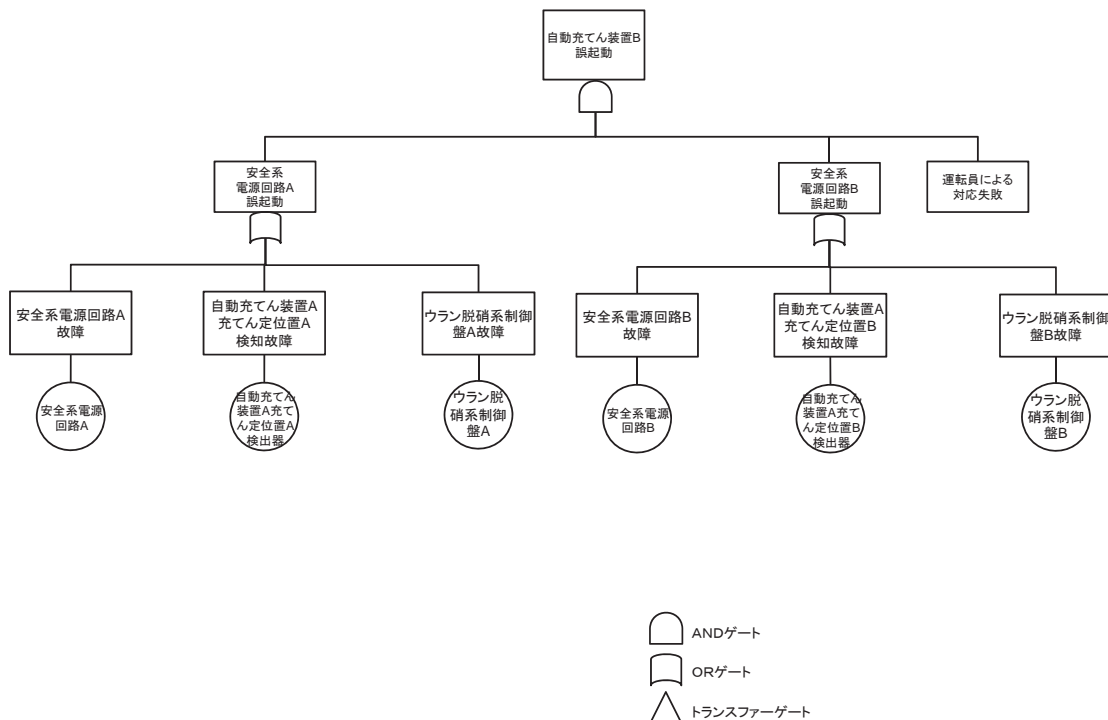 自動充てん装置B
誤起動
安全系
電源回路A
誤起動
安全系
電源回路B
誤起動
運転員による
対応失敗
安全系電源回路A
故障
自動充てん装置A
充てん定位置A
検知故障
ウラン脱硝系制御
盤A故障
安全系電源回路B
故障
自動充てん装置A
充てん定位置B
検知故障
ウラン脱硝系制御
盤B故障
安全系電源
回路A
自動充てん
装置A充て
ん定位置A
検出器
ウラン脱
硝系制御
盤A
安全系電源
回路B
自動充てん
装置A充て
ん定位置B
検出器
ウラン脱
硝系制御
盤B
ANDゲート
ORゲート
トランスファーゲート